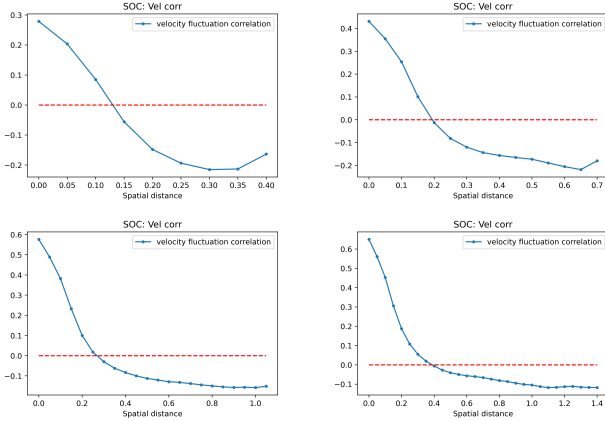 SOC: Vel corr
velocity fluctuation correlation
0.3
0.2
0.1
0.0
−0.1
−0.2
0.00 0.05 0.10 0.15 0.20 0.25 0.30 0.35 0.40
Spatial distance
SOC: Vel corr
velocity fluctuation correlation
0.4
0.3
0.2
0.1
0.0
−0.1
−0.2
0.0 0.1 0.2 0.3 0.4 0.5 0.6 0.7
Spatial distance
SOC: Vel corr
velocity fluctuation correlation
0.6
0.5
0.4
0.3
0.2
0.1
0.0
−0.1
0.0 0.2 0.4 0.6 0.8 1.0
Spatial distance
SOC: Vel corr
velocity fluctuation correlation
0.6
0.5
0.4
0.3
0.2
0.1
0.0
−0.1
0.0 0.2 0.4 0.6 0.8 1.0 1.2 1.4
Spatial distance